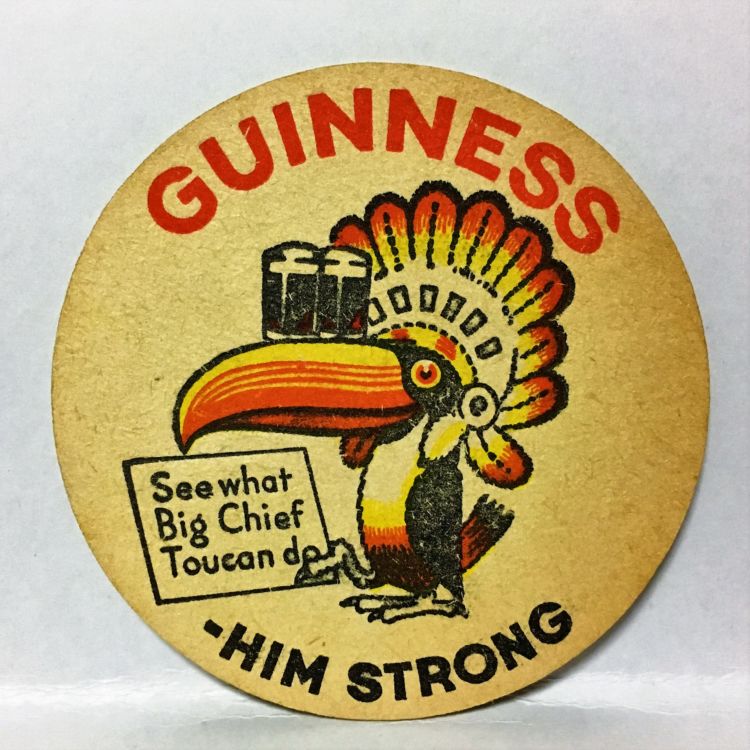 GUINNESS
See what
Big Chief
Toucan do
-HIM STRONG